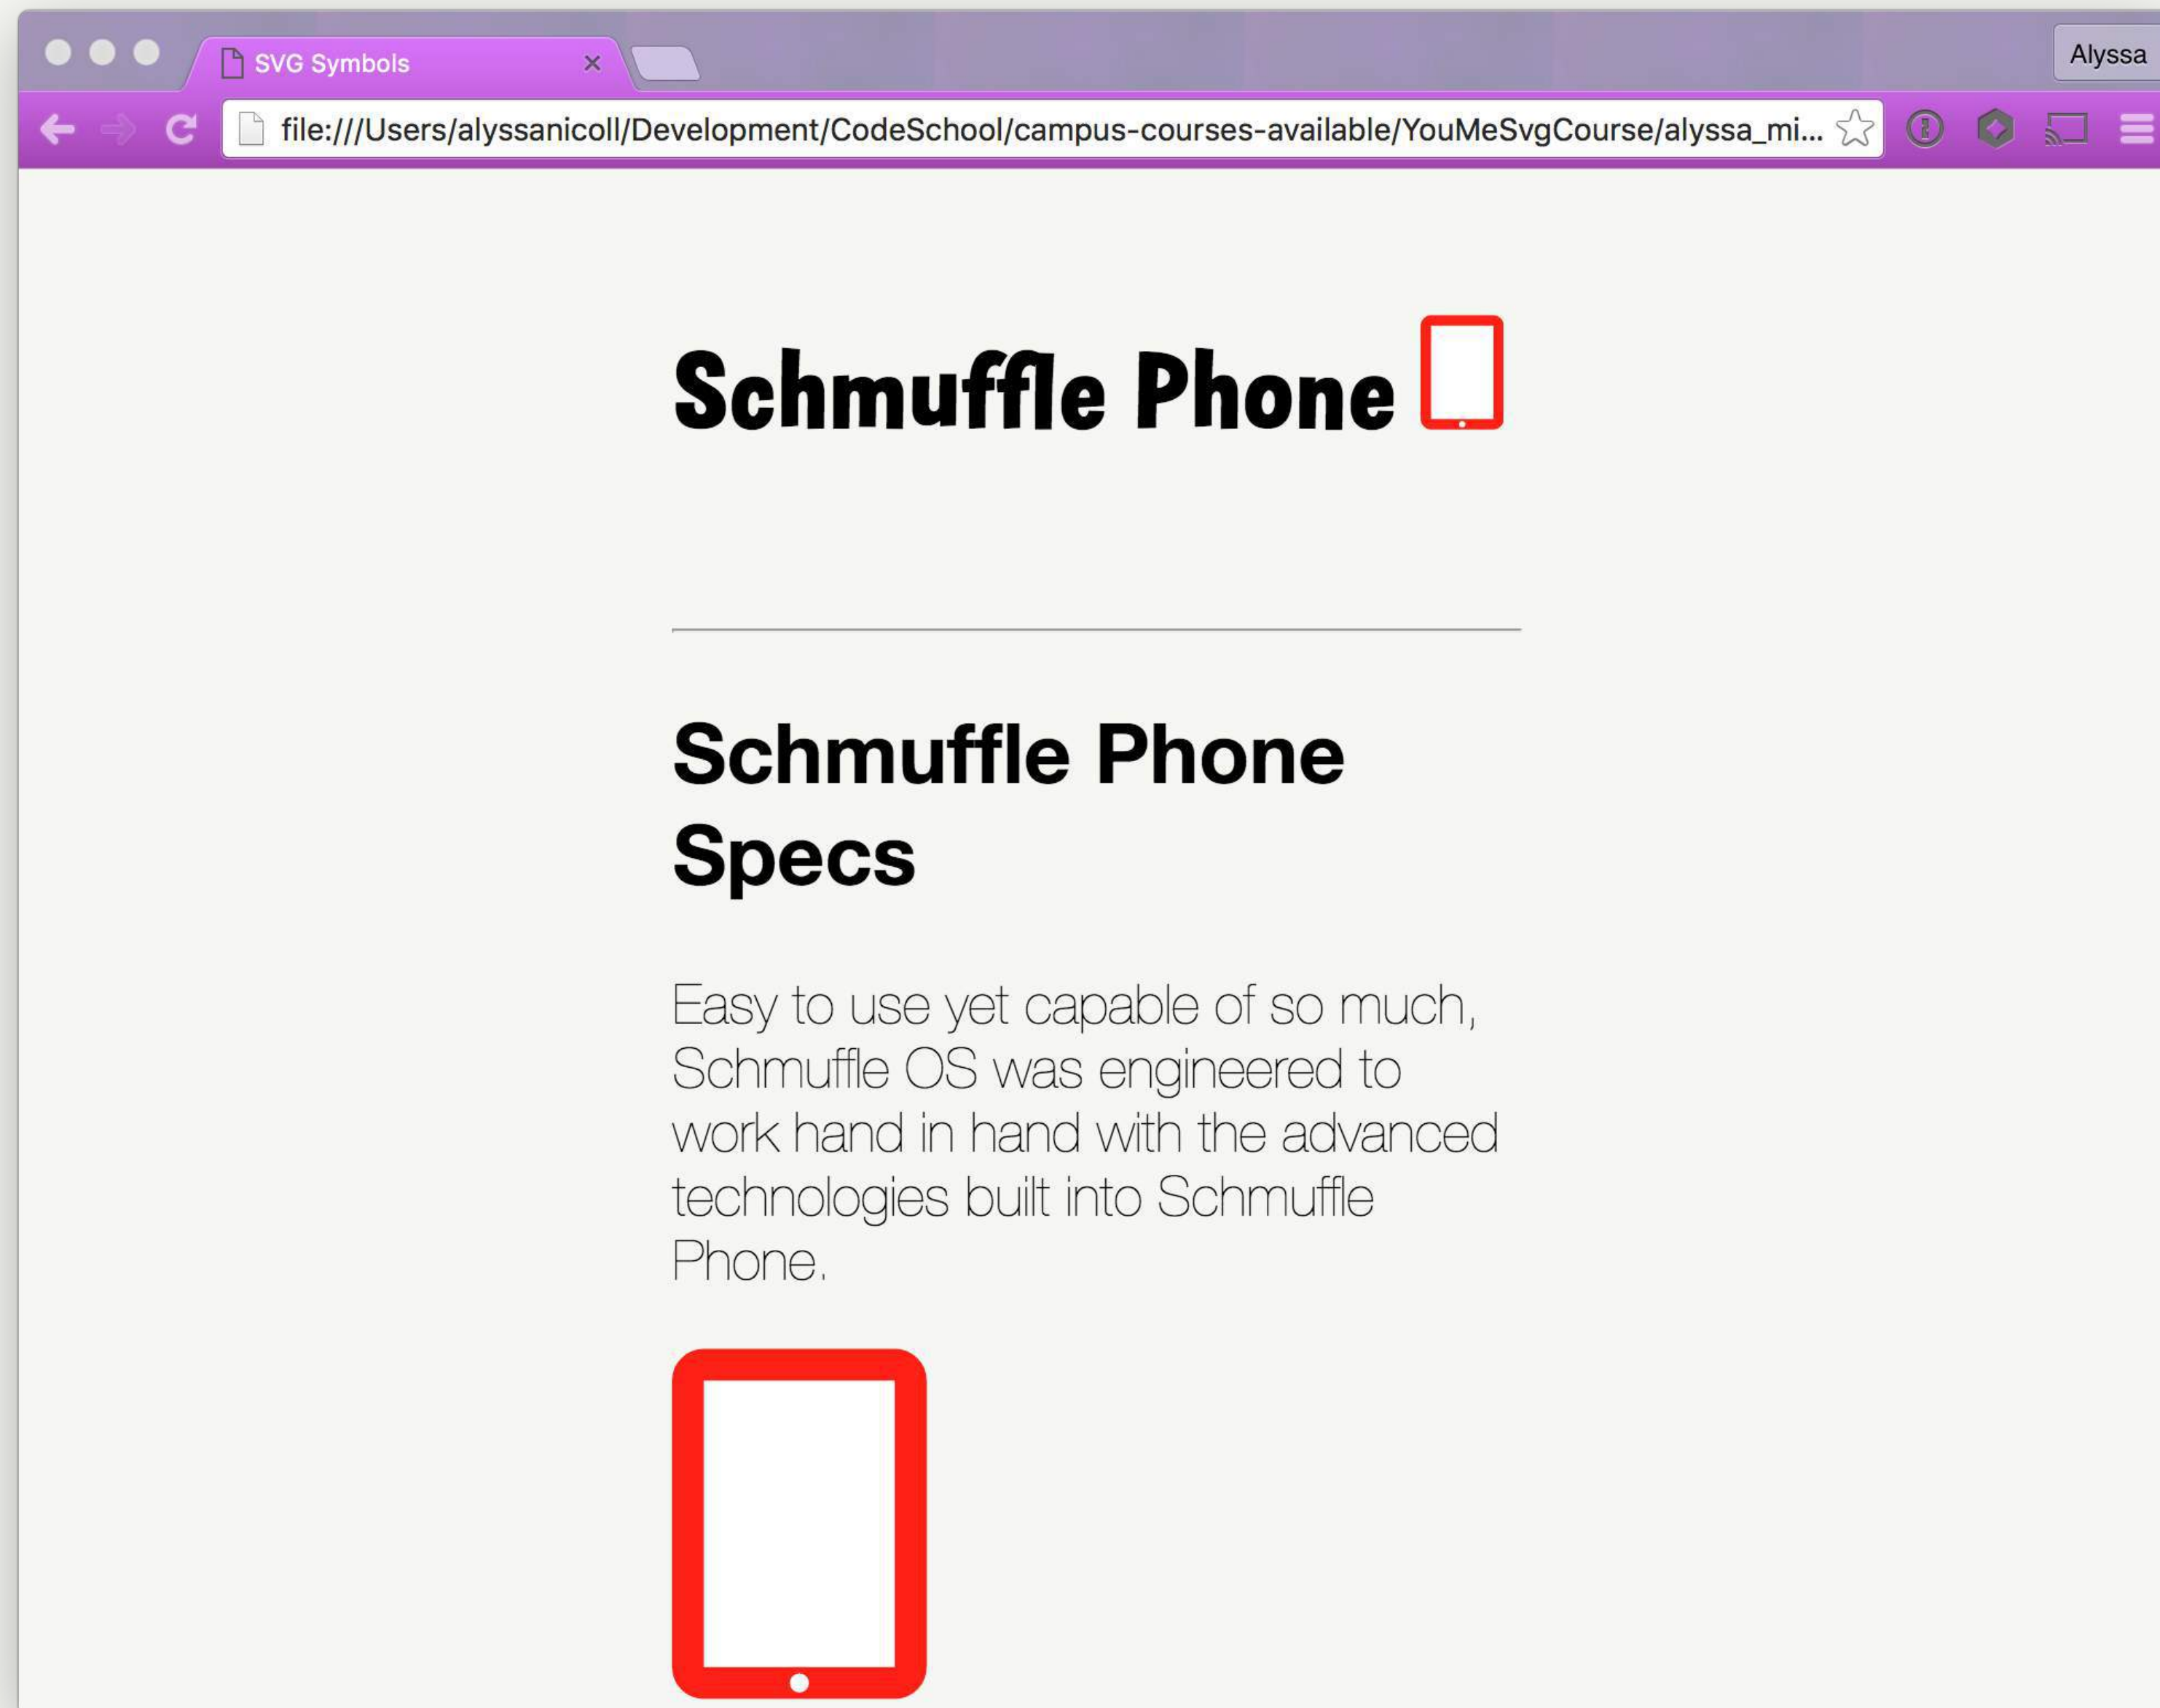 SVG Symbols
Alyssa
file:///Users/alyssanicoll/Development/CodeSchool/campus-courses-available/YouMeSvgCourse/alyssa_mi...
Schmuffle Phone
Schmuffle Phone
Specs
Easy to use yet capable of so much,
Schmuffle OS was engineered to
work hand in hand with the advanced
technologies built into Schmuffle
Phone.